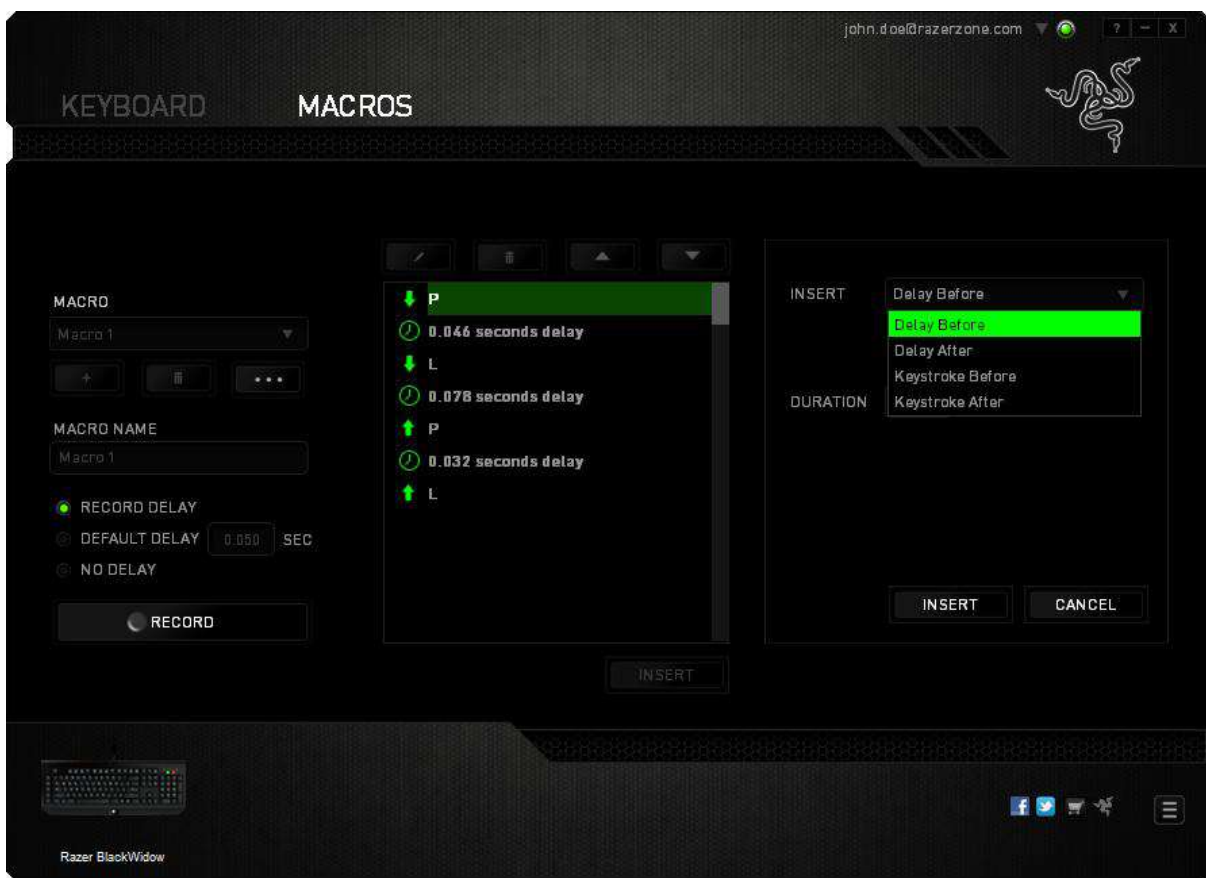 john.doe@razerzone.com ? – X
KEYBOARD MACROS
MACRO
Macro 1
+ ...
MACRO NAME
Macro 1
RECORD DELAY
DEFAULT DELAY 0.050 SEC
NO DELAY
RECORD
P
0.046 seconds delay
L
0.078 seconds delay
P
0.032 seconds delay
L
INSERT
INSERT Delay Before
Delay Before
Delay After
Keystroke Before
DURATION Keystroke After
INSERT CANCEL
Razer BlackWidow
f